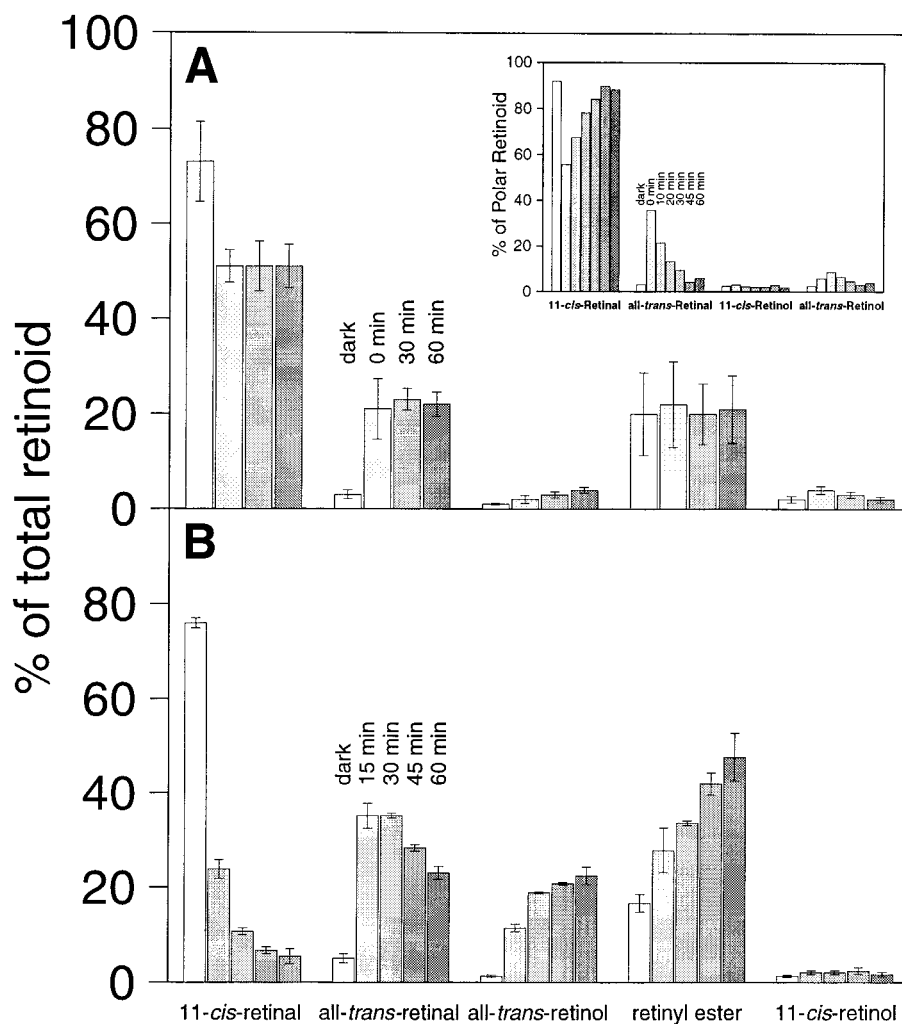 % of total retinoid
A
100
80
60
40
20
0
dark
0 min
30 min
60 min
% of Polar Retinoid
100
80
60
40
20
0
dark
0 min
10 min
20 min
30 min
45 min
60 min
11-cis-Retinal all-trans-Retinal 11-cis-Retinol all-trans-Retinol
B
80
60
40
20
0
dark
15 min
30 min
45 min
60 min
11-cis-retinal all-trans-retinal all-trans-retinol retinyl ester 11-cis-retinol